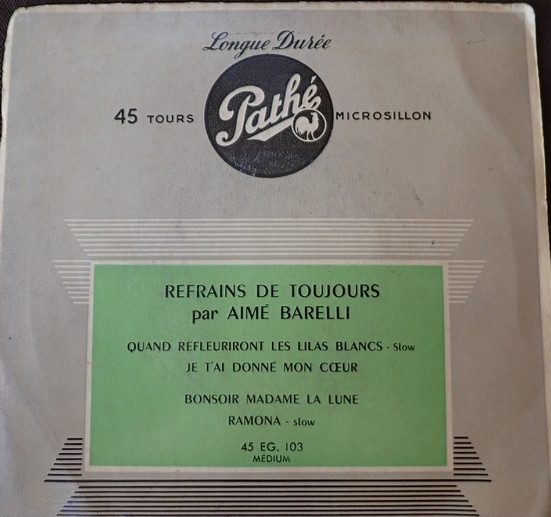 Longue Durée
Pathé
45 TOURS MICROSILLON
REFRAINS DE TOUJOURS
par AIMÉ BARELLI
QUAND REFLEURIRONT LES LILAS BLANCS - Slow
JE T'AI DONNÉ MON CŒUR
BONSOIR MADAME LA LUNE
RAMONA - slow
45 EG. 103
MÉDIUM